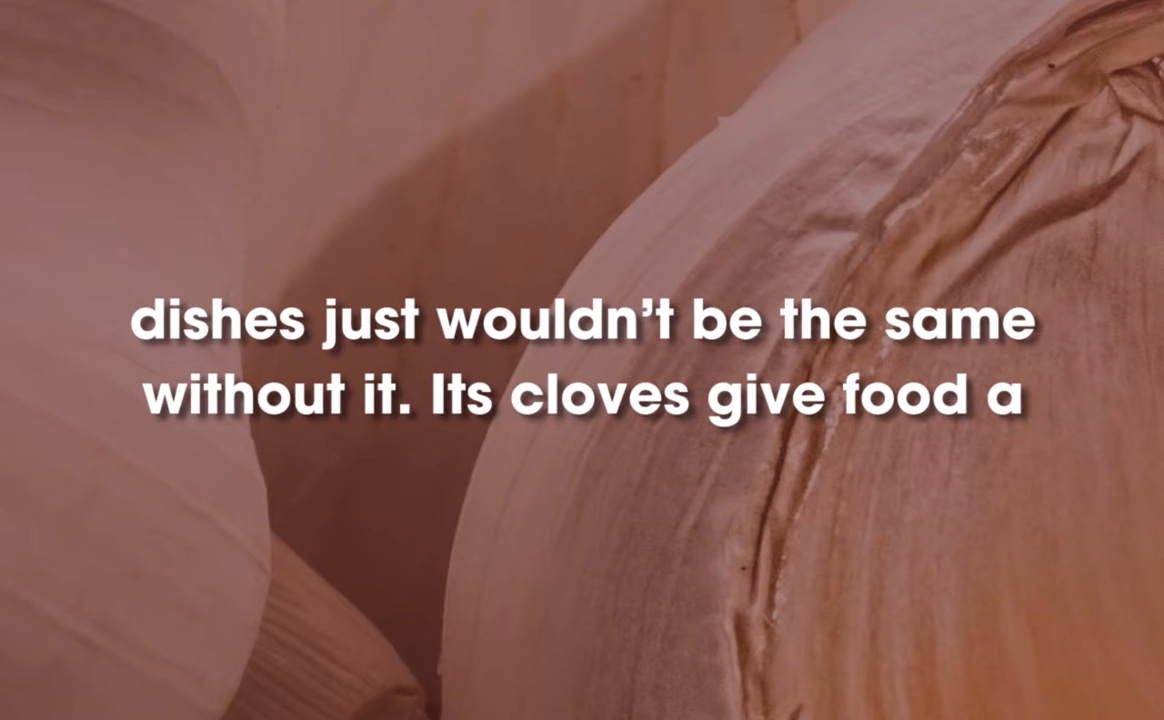 dishes just wouldn’t be the same
without it. Its cloves give food a